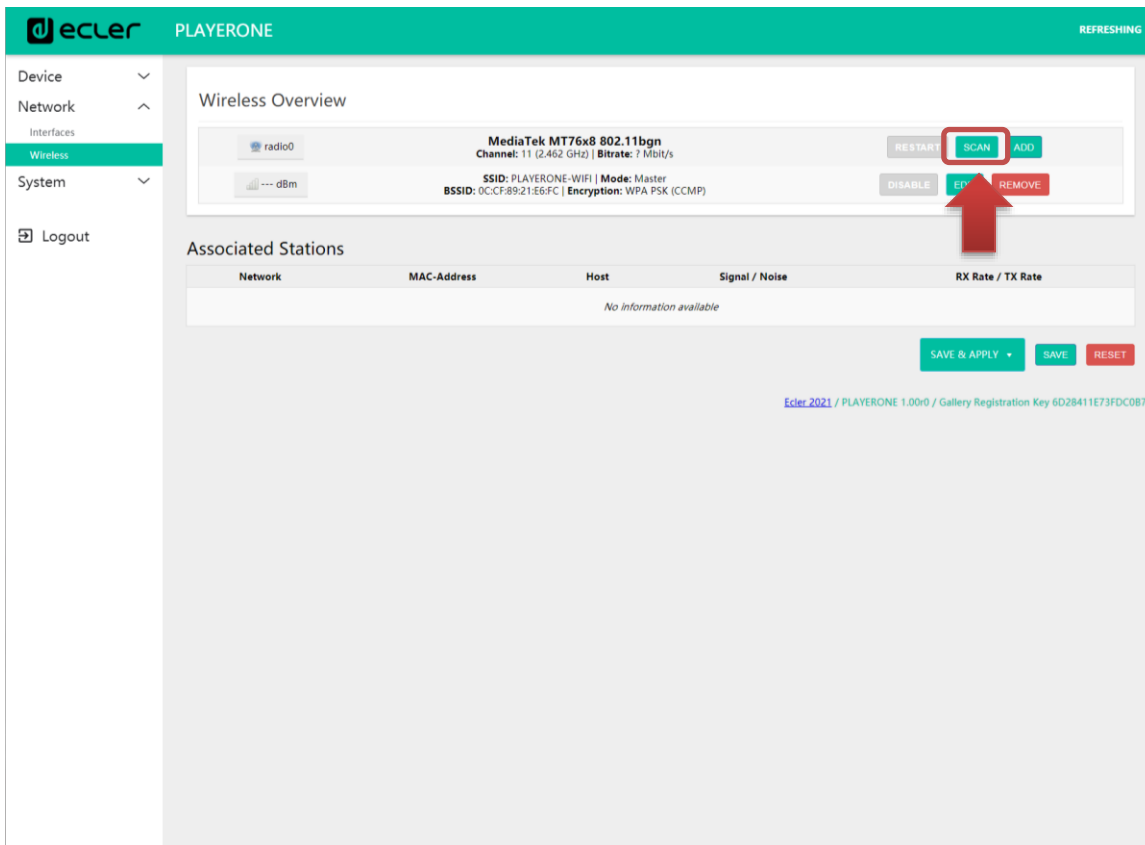 ecler PLAYERONE REFRESHING
Device
Network
Interfaces
Wireless
System
Logout
Wireless Overview
radio0 MediaTek MT76x8 802.11bgn RESTART SCAN ADD
Channel: 11 (2.462 GHz) | Bitrate: ? Mbit/s
--- dBm SSID: PLAYERONE-WIFI | Mode: Master DISABLE REMOVE
BSSID: 0C:CF:89:21:E6:FC | Encryption: WPA PSK (CCMP)
Associated Stations
Network MAC-Address Host Signal / Noise RX Rate / TX Rate
No information available
SAVE & APPLY SAVE RESET
Ecler 2021 / PLAYERONE 1.00r0 / Gallery Registration Key 6D28411E73FDC0B7